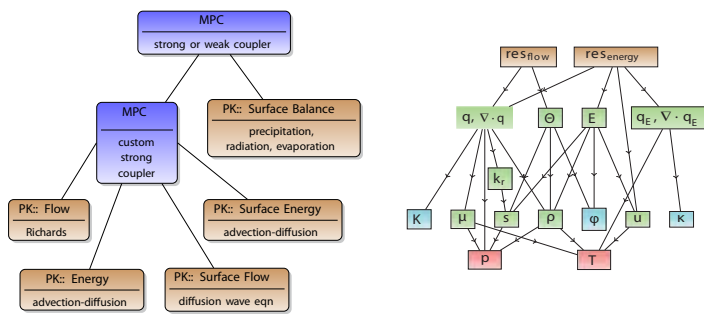 MPC
strong or weak coupler
MPC
custom
strong
coupler
PK:: Surface Balance
precipitation,
radiation, evaporation
PK:: Flow
Richards
PK:: Surface Energy
advection-diffusion
PK:: Energy
advection-diffusion
PK:: Surface Flow
diffusion wave eqn
res_flow
res_energy
q, ∇· q
Θ
E
q_E, ∇· q_E
k_r
K
μ
s
ρ
φ
u
κ
p
T